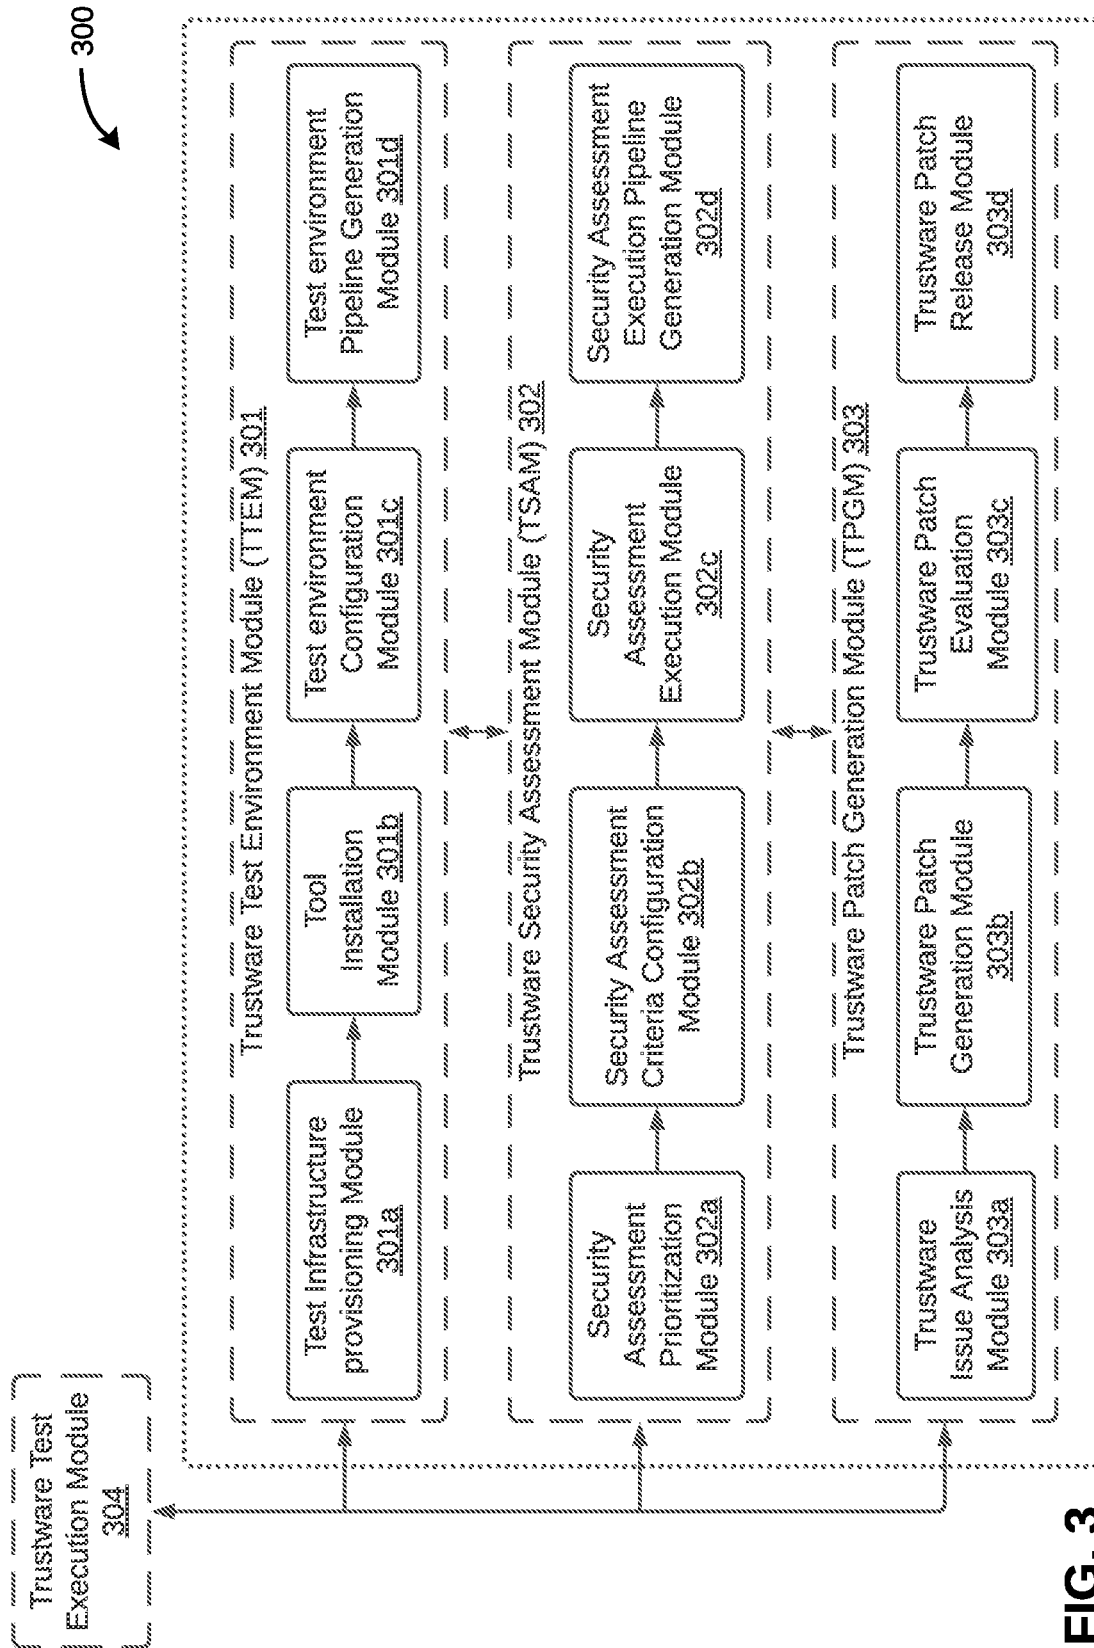 300
Trustware Test
Execution Module
304
Trustware Test Environment Module (TTEM) 301
Test Infrastructure
provisioning Module
301a
Tool
Installation
Module 301b
Test environment
Configuration
Module 301c
Test environment
Pipeline Generation
Module 301d
Trustware Security Assessment Module (TSAM) 302
Security
Assessment
Prioritization
Module 302a
Security Assessment
Criteria Configuration
Module 302b
Security
Assessment
Execution Module
302c
Security Assessment
Execution Pipeline
Generation Module
302d
Trustware Patch Generation Module (TPGM) 303
Trustware
Issue Analysis
Module 303a
Trustware Patch
Generation Module
303b
Trustware Patch
Evaluation
Module 303c
Trustware Patch
Release Module
303d
FIG. 3